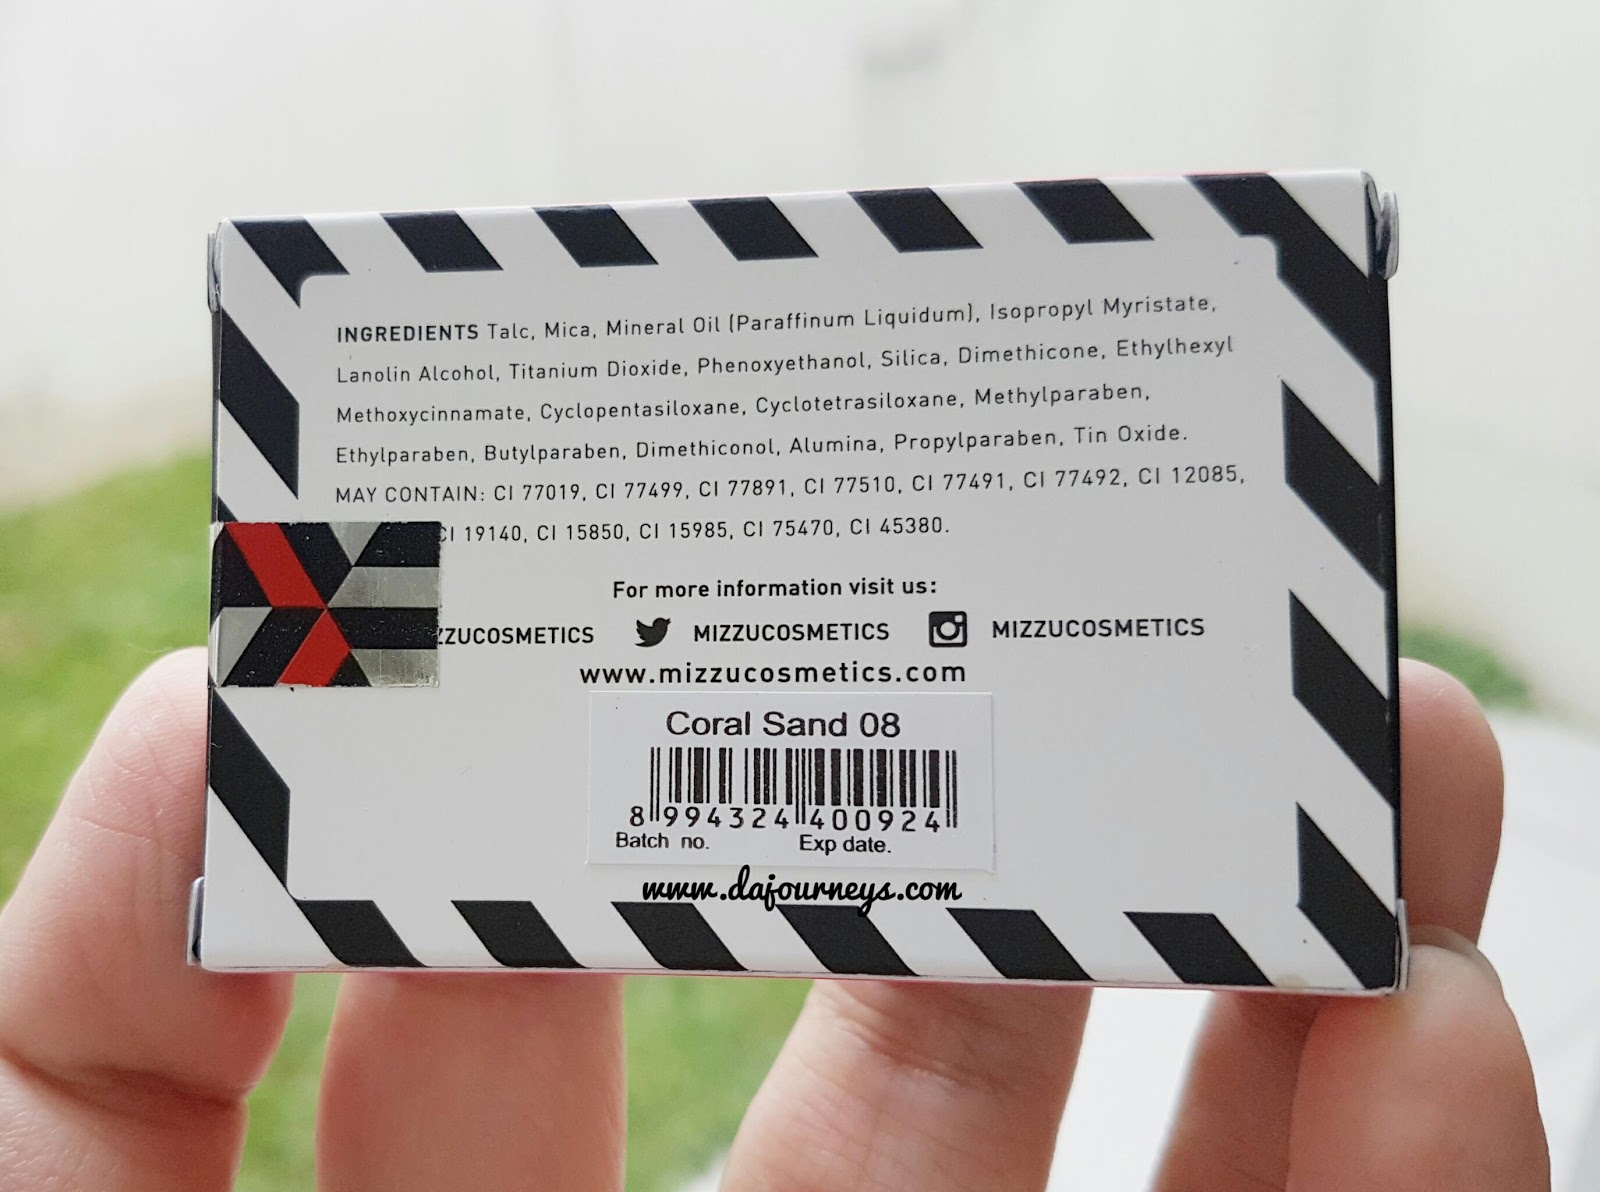 INGREDIENTS Talc, Mica, Mineral Oil (Paraffinum Liquidum), Isopropyl Myristate,
Lanolin Alcohol, Titanium Dioxide, Phenoxyethanol, Silica, Dimethicone, Ethylhexyl
Methoxycinnamate, Cyclopentasiloxane, Cyclotetrasiloxane, Methylparaben,
Ethylparaben, Butylparaben, Dimethiconol, Alumina, Propylparaben, Tin Oxide.
MAY CONTAIN: CI 77019, CI 77499, CI 77891, CI 77510, CI 77491, CI 77492, CI 12085,
CI 19140, CI 15850, CI 15985, CI 75470, CI 45380.
For more information visit us:
ZZUCOSMETICS MIZZUCOSMETICS MIZZUCOSMETICS
www.mizzucosmetics.com
Coral Sand 08
8 994324 400924
Batch no. Exp date.
www.dajourneys.com